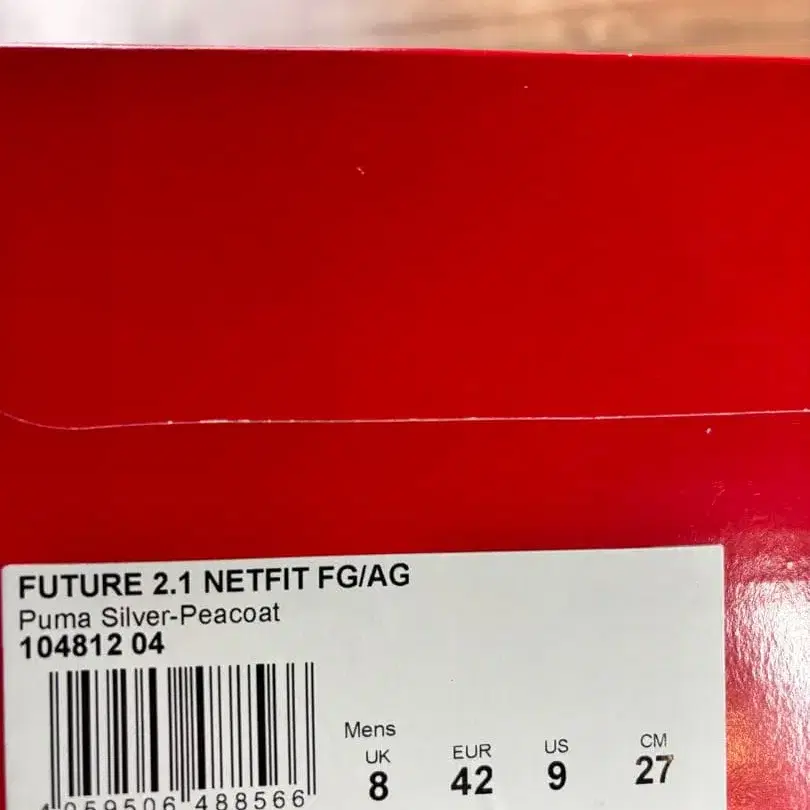 FUTURE 2.1 NETFIT FG/AG
Puma Silver-Peacoat
104812 04
Mens
UK EUR US CM
8 42 9 27
4 059506 488566